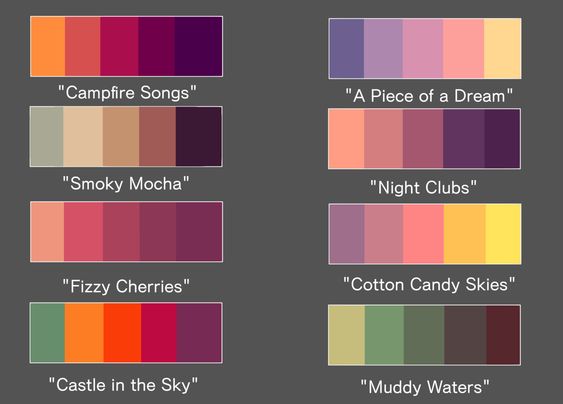 "Campfire Songs"
"A Piece of a Dream"
"Smoky Mocha"
"Night Clubs"
"Fizzy Cherries"
"Cotton Candy Skies"
"Castle in the Sky"
"Muddy Waters"